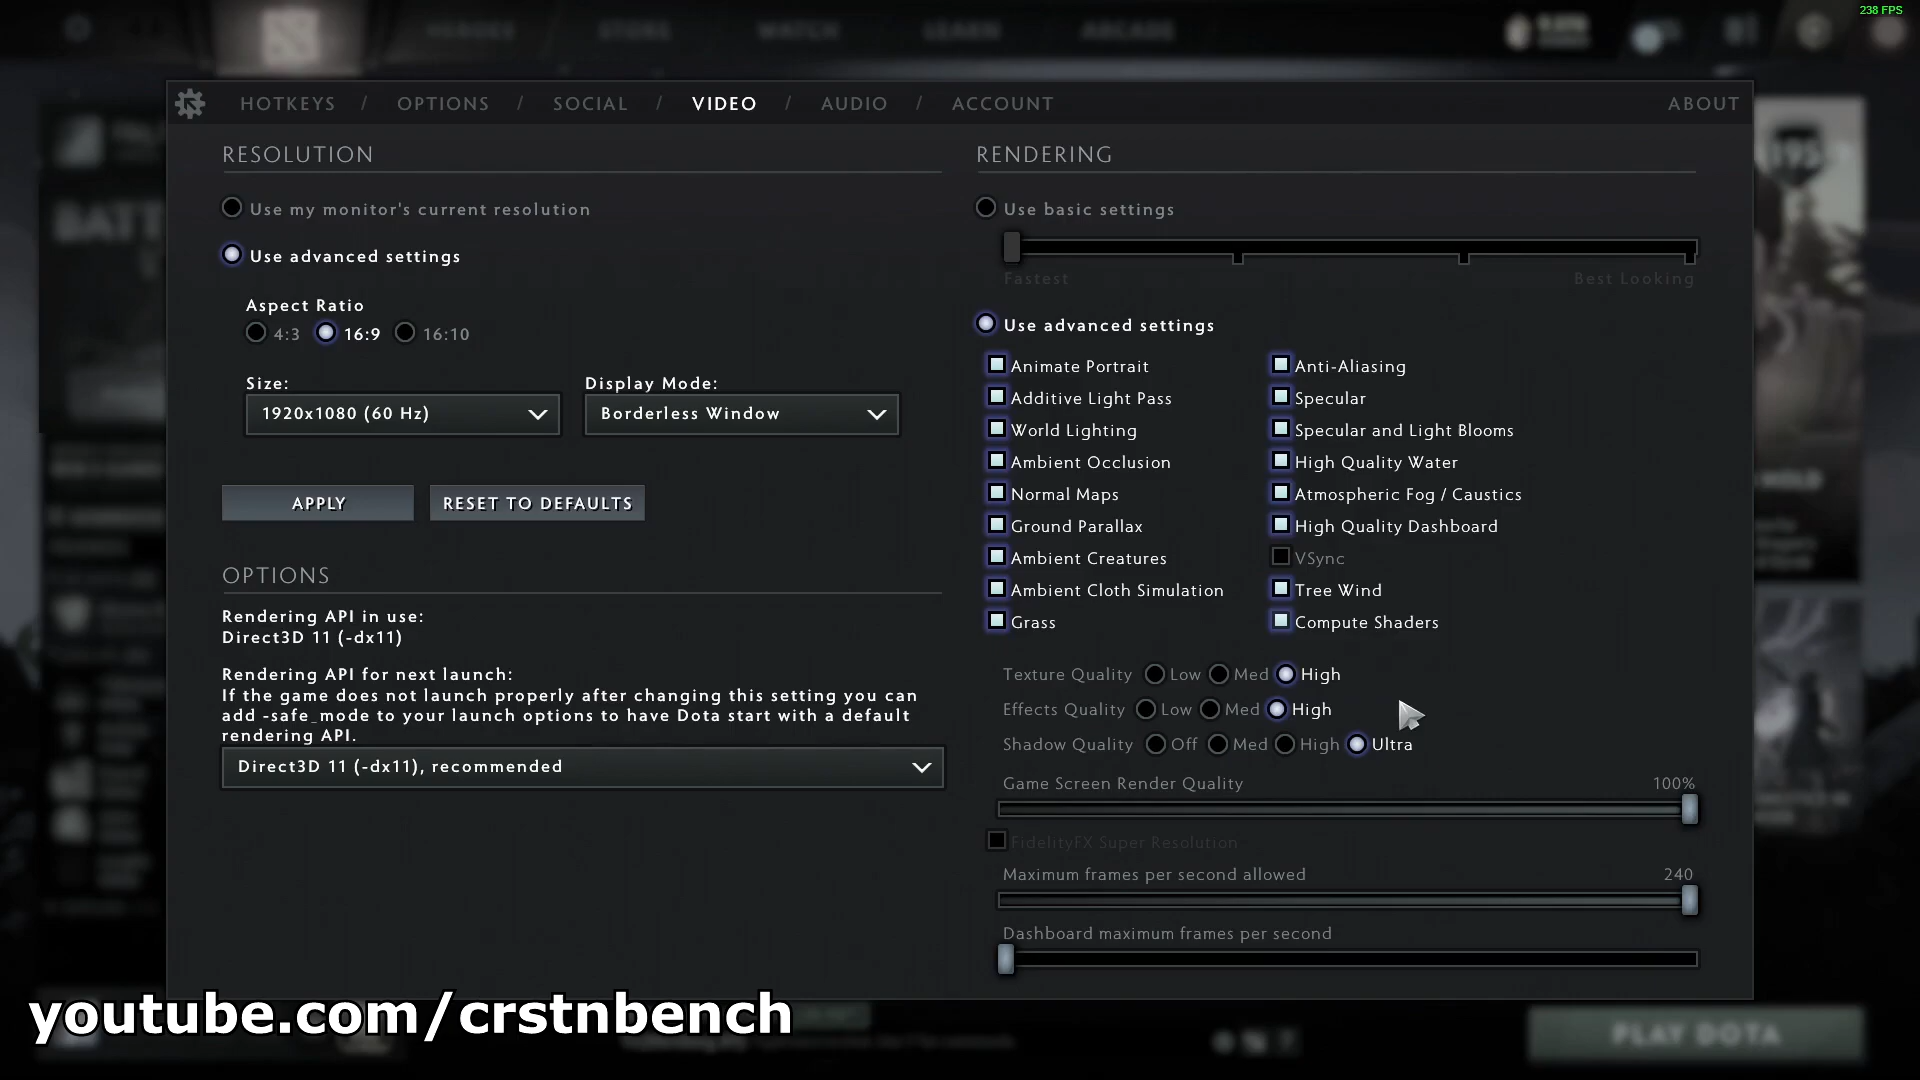 238 FPS
HEROES STORE WATCH LEARN ARCADE
HOTKEYS / OPTIONS / SOCIAL / VIDEO / AUDIO / ACCOUNT ABOUT
RESOLUTION
Use my monitor's current resolution
Use advanced settings
Aspect Ratio
4:3 16:9 16:10
Size: Display Mode:
1920x1080 (60 Hz) Borderless Window
APPLY RESET TO DEFAULTS
OPTIONS
Rendering API in use:
Direct3D 11 (-dx11)
Rendering API for next launch:
If the game does not launch properly after changing this setting you can
add -safe_mode to your launch options to have Dota start with a default
rendering API.
Direct3D 11 (-dx11), recommended
RENDERING
Use basic settings
Fastest Best Looking
Use advanced settings
Animate Portrait Anti-Aliasing
Additive Light Pass Specular
World Lighting Specular and Light Blooms
Ambient Occlusion High Quality Water
Normal Maps Atmospheric Fog / Caustics
Ground Parallax High Quality Dashboard
Ambient Creatures VSync
Ambient Cloth Simulation Tree Wind
Grass Compute Shaders
Texture Quality Low Med High
Effects Quality Low Med High
Shadow Quality Off Med High Ultra
Game Screen Render Quality 100%
FidelityFX Super Resolution
Maximum frames per second allowed 240
Dashboard maximum frames per second
youtube.com/crstnbench
PLAY DOTA